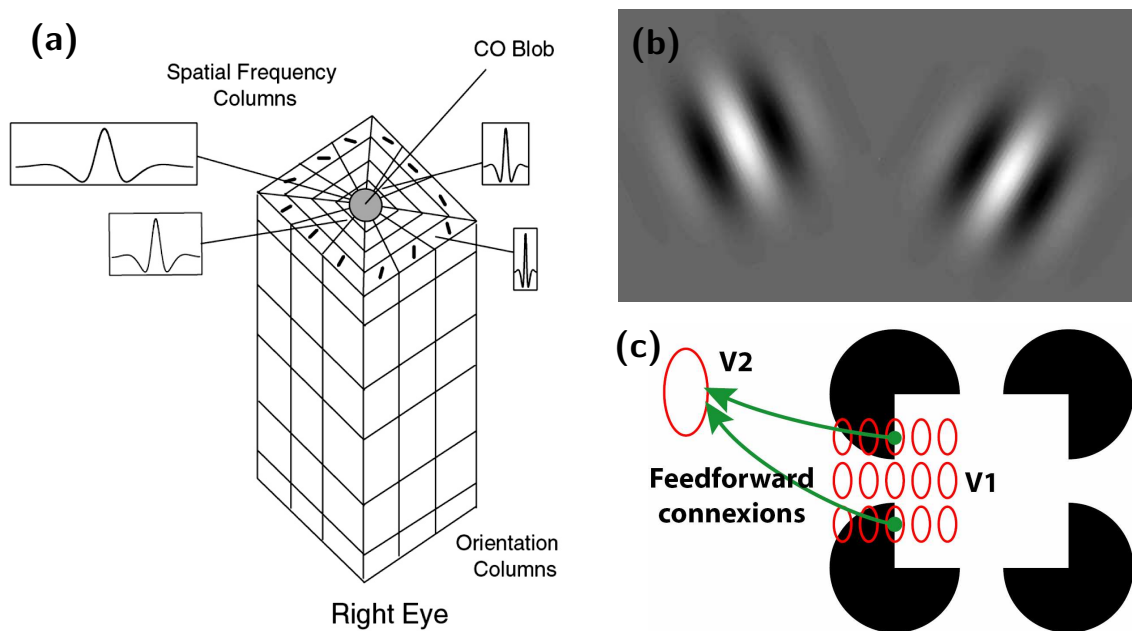 (a)
CO Blob
Spatial Frequency
Columns
Orientation
Columns
Right Eye
(b)
(c)
V2
V1
Feedforward
connexions